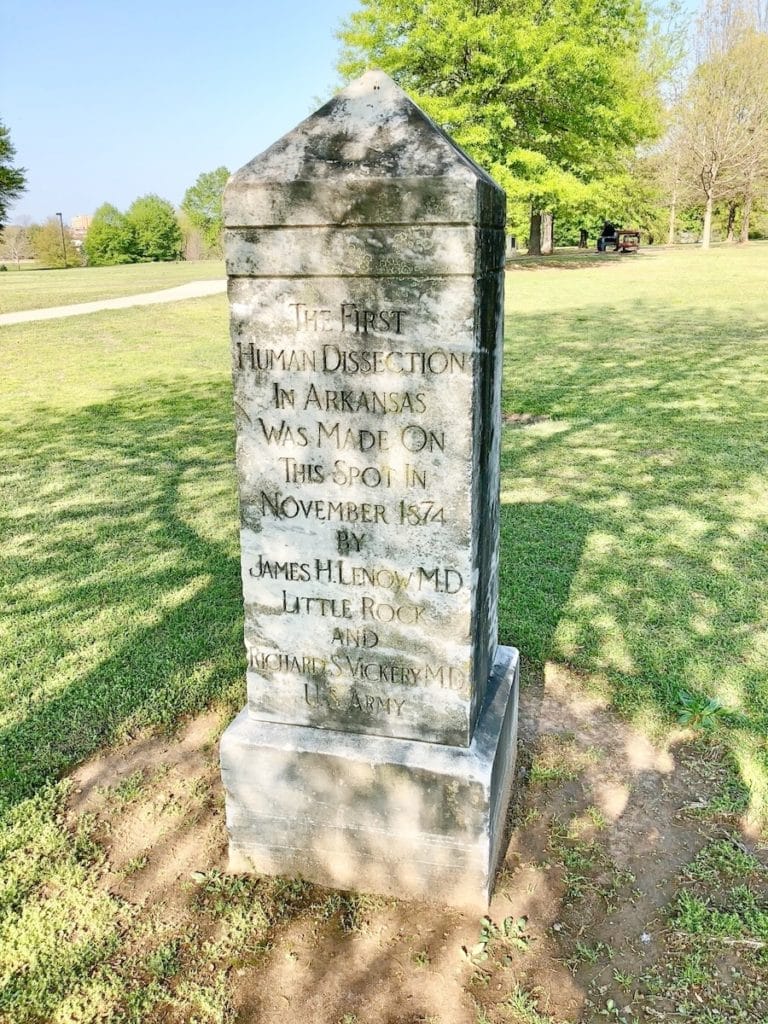 The First
Human Dissection
In Arkansas
Was Made On
This Spot In
November 1874
By
James H. Lenow M.D
Little Rock
and
Richard S. Vickery M.D.
U.S. Army